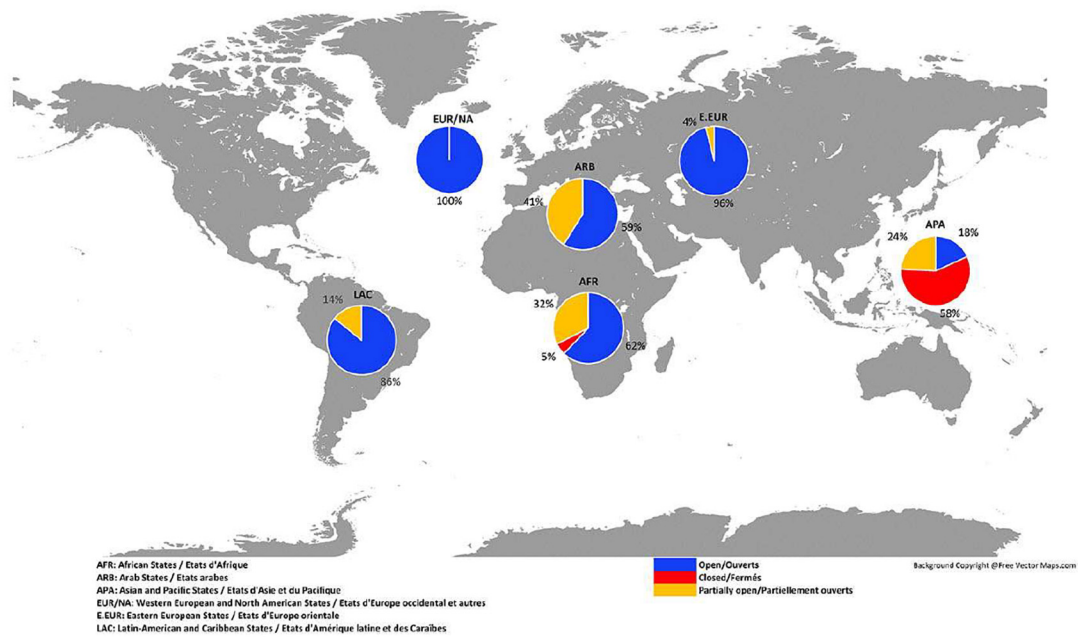 EUR/NA
100%
4% E.EUR
96%
ARB
41%
59%
APA
24%
18%
58%
AFR
32%
5%
62%
LAC
14%
86%
AFR: African States / Etats d'Afrique
ARB: Arab States / Etats arabes
APA: Asian and Pacific States / Etats d'Asie et du Pacifique
EUR/NA: Western European and North American States / Etats d'Europe occidental et autres
E.EUR: Eastern European States / Etats d'Europe orientale
LAC: Latin-American and Caribbean States / Etats d'Amérique latine et des Caraïbes
Open/Ouverts
Closed/Fermés
Partially open/Partiellement ouverts
Background Copyright @Free Vector Maps.com